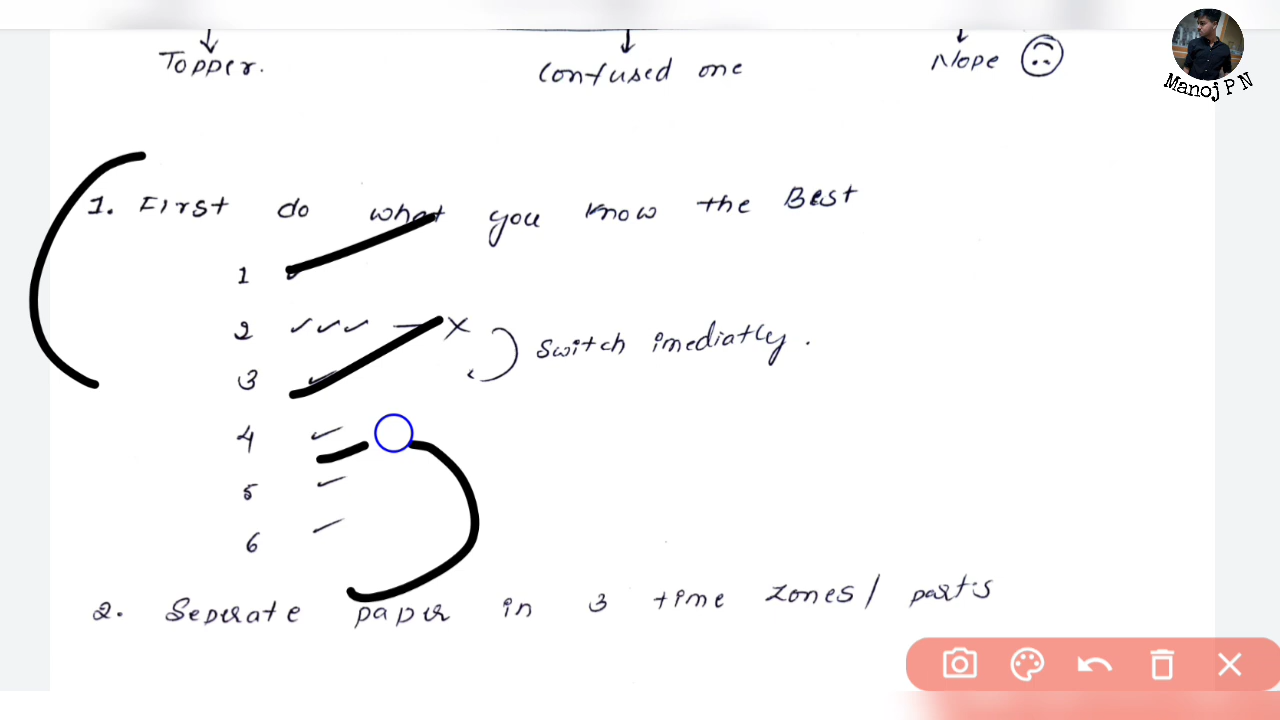 Topper. Confused one Nope
Manoj P N
1. First do what you know the Best
1
2 ✓✓✓ — X
Switch imediatly.
3 ✓
4 ✓
5 ✓
6 ✓
2. Seperate paper in 3 time zones/ parts